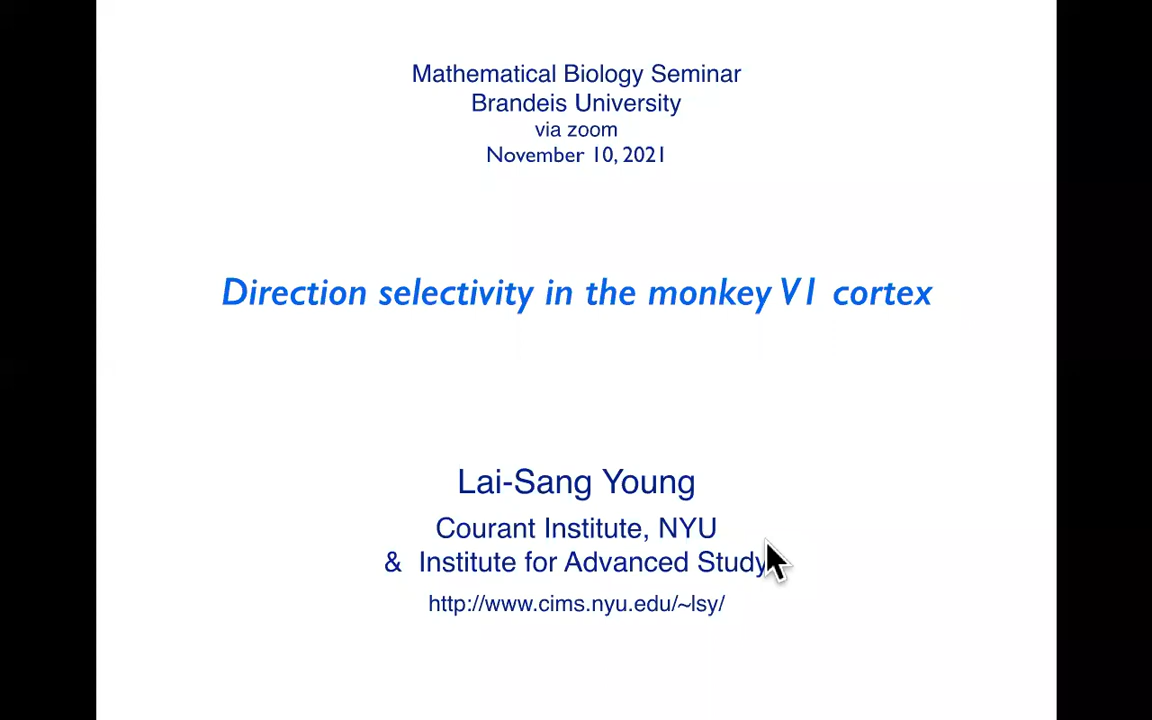 Mathematical Biology Seminar
Brandeis University
via zoom
November 10, 2021
Direction selectivity in the monkey V1 cortex
Lai-Sang Young
Courant Institute, NYU
& Institute for Advanced Study
http://www.cims.nyu.edu/~lsy/